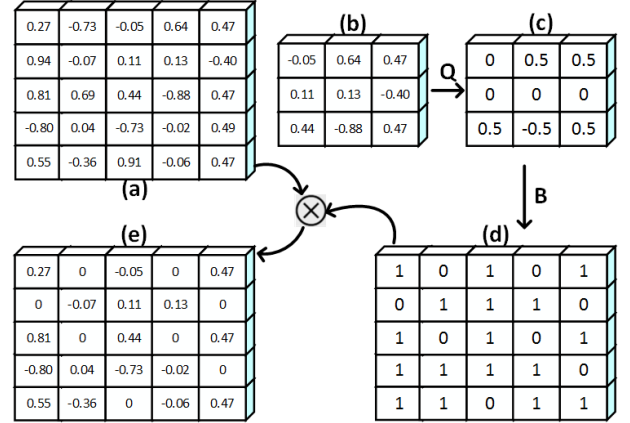 0.27 -0.73 -0.05 0.64 0.47
0.94 -0.07 0.11 0.13 -0.40
0.81 0.69 0.44 -0.88 0.47
-0.80 0.04 -0.73 -0.02 0.49
0.55 -0.36 0.91 -0.06 0.47
(a)
(b)
-0.05 0.64 0.47
0.11 0.13 -0.40
0.44 -0.88 0.47
Q
(c)
0 0.5 0.5
0 0 0
0.5 -0.5 0.5
B
(e)
0.27 0 -0.05 0 0.47
0 -0.07 0.11 0.13 0
0.81 0 0.44 0 0.47
-0.80 0.04 -0.73 -0.02 0
0.55 -0.36 0 -0.06 0.47
(d)
1 0 1 0 1
0 1 1 1 0
1 0 1 0 1
1 1 1 1 0
1 1 0 1 1